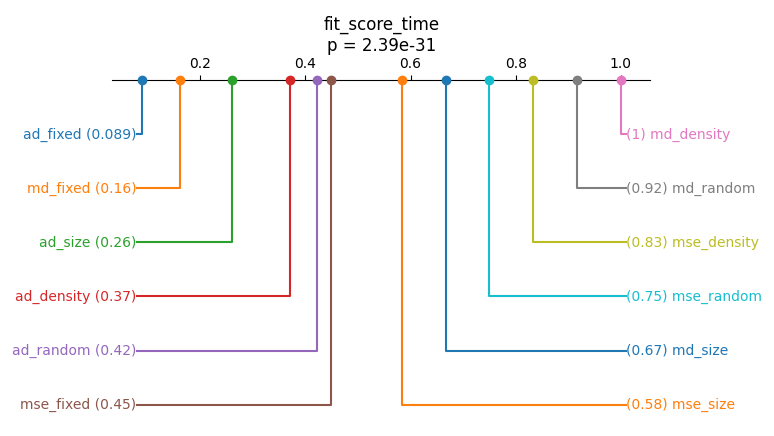 fit_score_time
p = 2.39e-31
0.2 0.4 0.6 0.8 1.0
ad_fixed (0.089) (1) md_density
md_fixed (0.16) (0.92) md_random
ad_size (0.26) (0.83) mse_density
ad_density (0.37) (0.75) mse_random
ad_random (0.42) (0.67) md_size
mse_fixed (0.45) (0.58) mse_size